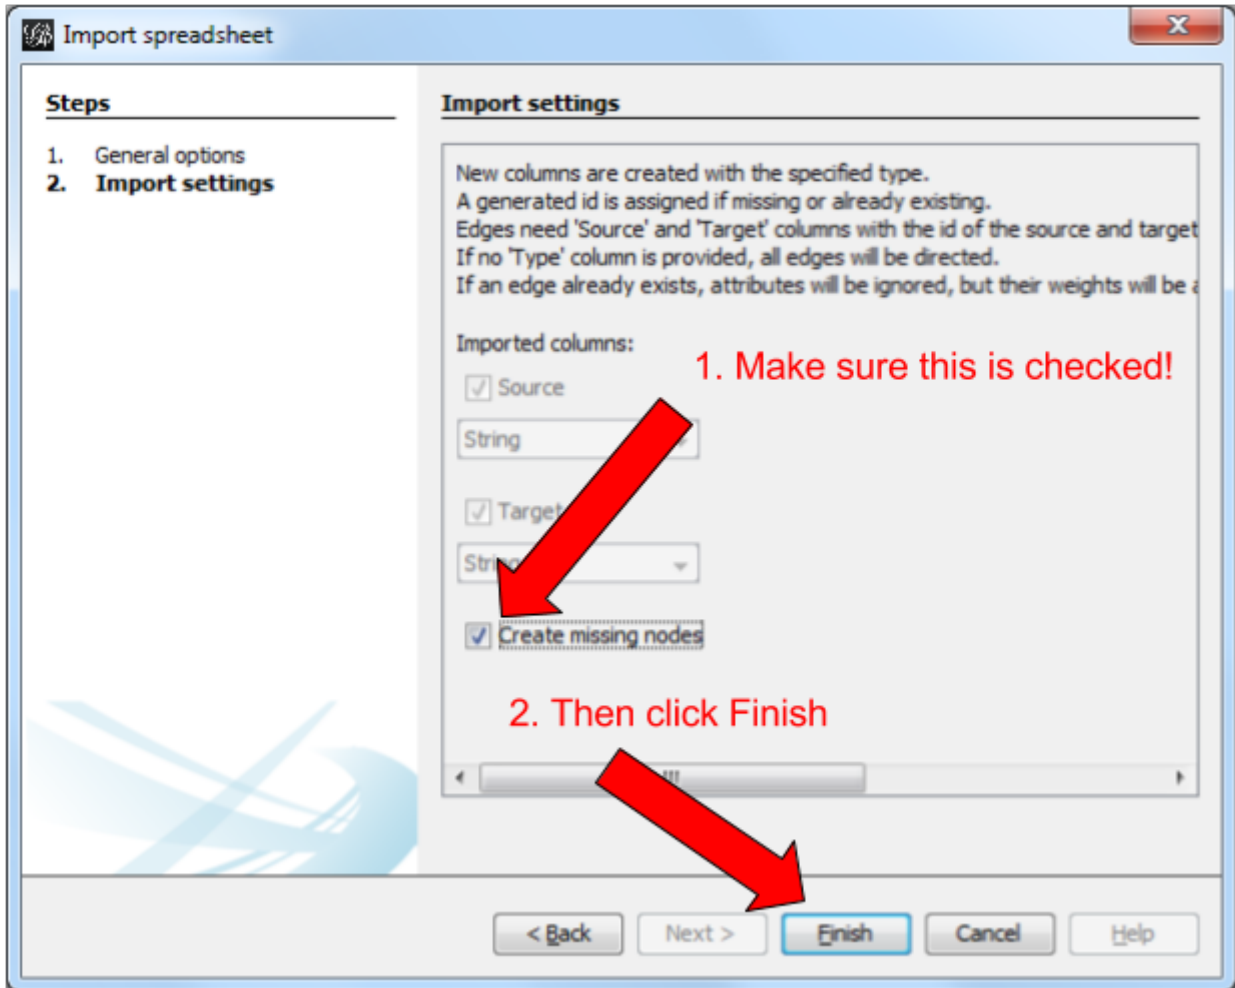 Import spreadsheet
Steps
1. General options
2. Import settings
Import settings
New columns are created with the specified type.
A generated id is assigned if missing or already existing.
Edges need 'Source' and 'Target' columns with the id of the source and target
If no 'Type' column is provided, all edges will be directed.
If an edge already exists, attributes will be ignored, but their weights will be
Imported columns:
1. Make sure this is checked!
Source
String
Target
String
Create missing nodes
2. Then click Finish
< Back
Next >
Finish
Cancel
Help